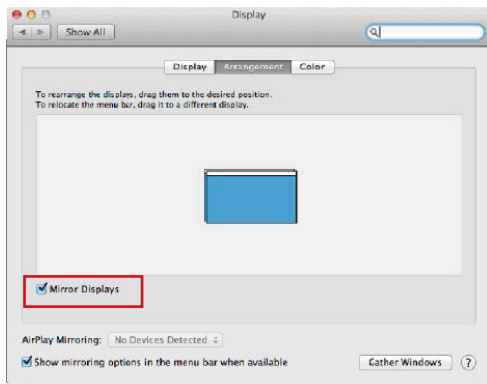 Display
Show All
Display Arrangement Color
To rearrange the displays, drag them to the desired position.
To relocate the menu bar, drag it to a different display.
Mirror Displays
AirPlay Mirroring: No Devices Detected
Show mirroring options in the menu bar when available
Gather Windows ?